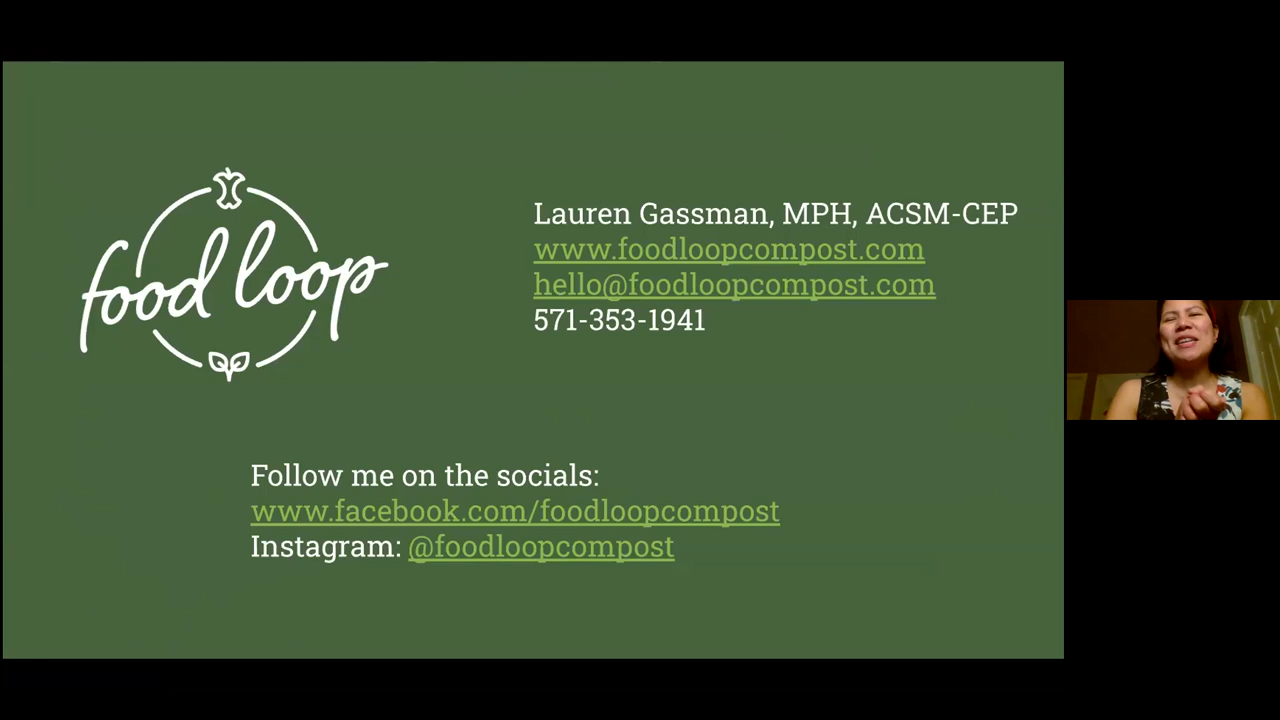 food loop
Lauren Gassman, MPH, ACSM-CEP
www.foodloopcompost.com
hello@foodloopcompost.com
571-353-1941
Follow me on the socials:
www.facebook.com/foodloopcompost
Instagram: @foodloopcompost